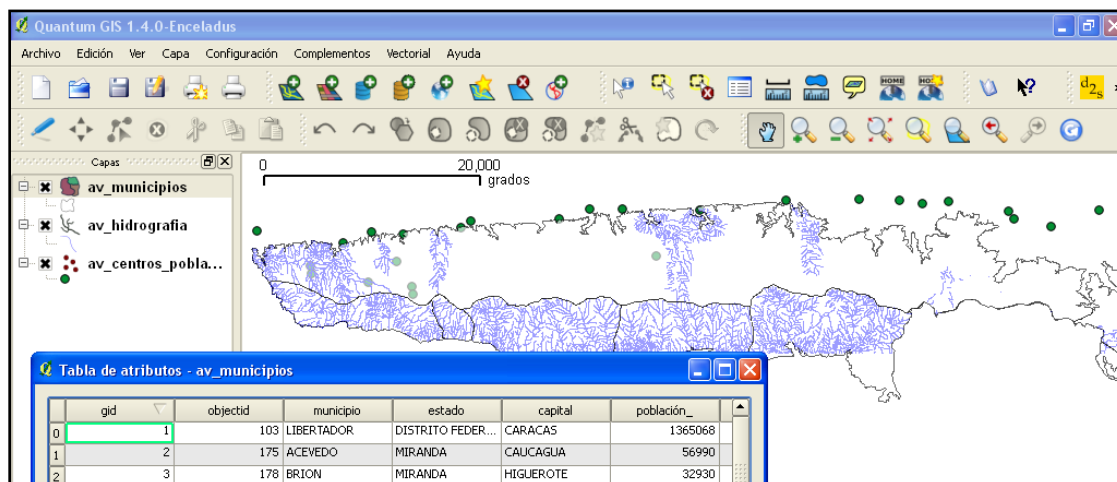 Quantum GIS 1.4.0-Enceladus
Archivo Edición Ver Capa Configuración Complementos Vectorial Ayuda
HOME
d2s
Capas
0 20,000
grados
av_municipios
av_hidrografia
av_centros_pobla...
Tabla de atributos - av_municipios
gid objectid municipio estado capital población_
0 1 103 LIBERTADOR DISTRITO FEDER... CARACAS 1365068
1 2 175 ACEVEDO MIRANDA CAUCAGUA 56990
2 3 178 BRION MIRANDA HIGUEROTE 32930